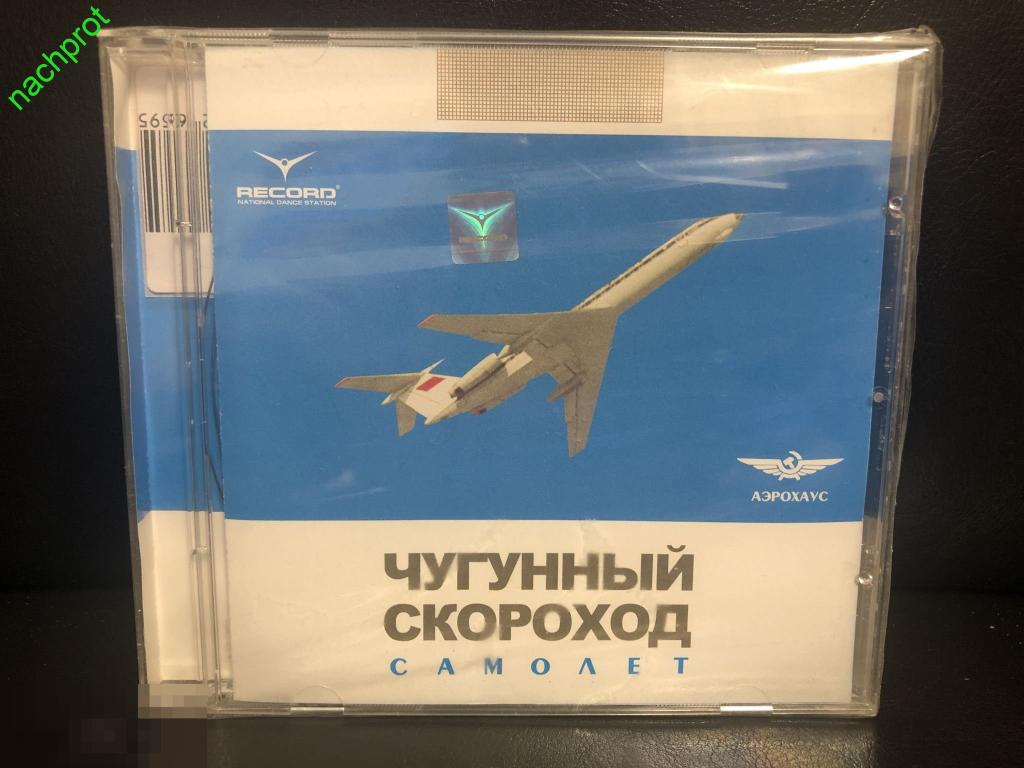 nachprot
RECORD®
NATIONAL DANCE STATION
АЭРОХАУС
ЧУГУННЫЙ
СКОРОХОД
САМОЛЕТ